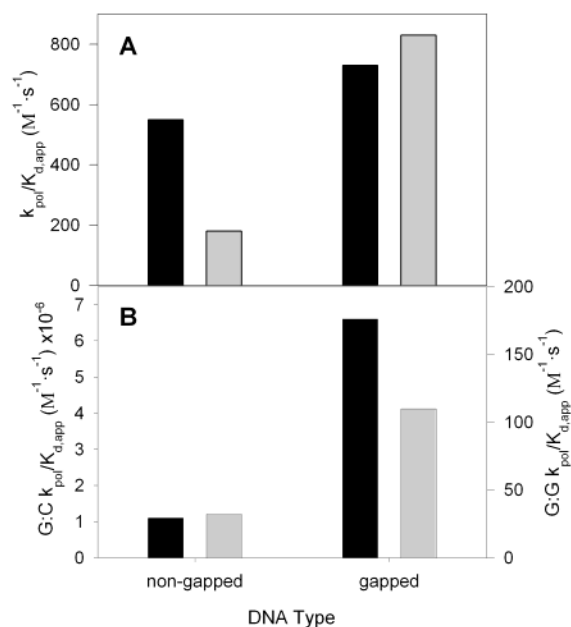 A
k_pol/K_d,app (M⁻¹·s⁻¹)
800
600
400
200
0
B
G:C k_pol/K_d,app (M⁻¹·s⁻¹) x10⁻⁶
7
6
5
4
3
2
1
0
200
150
100
50
0
G:G k_pol/K_d,app (M⁻¹·s⁻¹)
non-gapped gapped
DNA Type